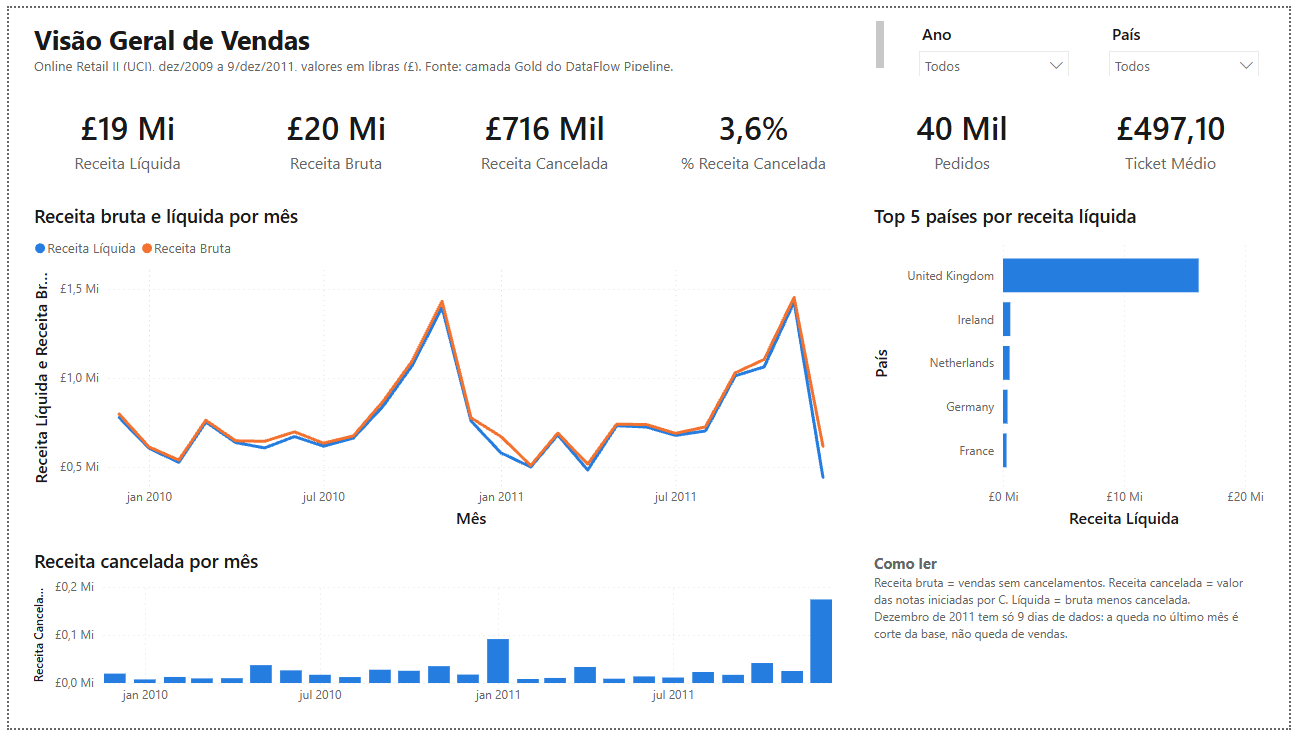 Visão Geral de Vendas
Online Retail II (UCI), dez/2009 a 9/dez/2011, valores em libras (£). Fonte: camada Gold do DataFlow Pipeline.
Ano
Todos
País
Todos
£19 Mi
Receita Líquida
£20 Mi
Receita Bruta
£716 Mil
Receita Cancelada
3,6%
% Receita Cancelada
40 Mil
Pedidos
£497,10
Ticket Médio
Receita bruta e líquida por mês
Receita Líquida
Receita Bruta
Receita Líquida e Receita Br...
£1,5 Mi
£1,0 Mi
£0,5 Mi
jan 2010
jul 2010
jan 2011
jul 2011
Mês
Top 5 países por receita líquida
País
United Kingdom
Ireland
Netherlands
Germany
France
£0 Mi
£10 Mi
£20 Mi
Receita Líquida
Receita cancelada por mês
Receita Cancela...
£0,2 Mi
£0,1 Mi
£0,0 Mi
jan 2010
jul 2010
jan 2011
jul 2011
Como ler
Receita bruta = vendas sem cancelamentos. Receita cancelada = valor
das notas iniciadas por C. Líquida = bruta menos cancelada.
Dezembro de 2011 tem só 9 dias de dados: a queda no último mês é
corte da base, não queda de vendas.